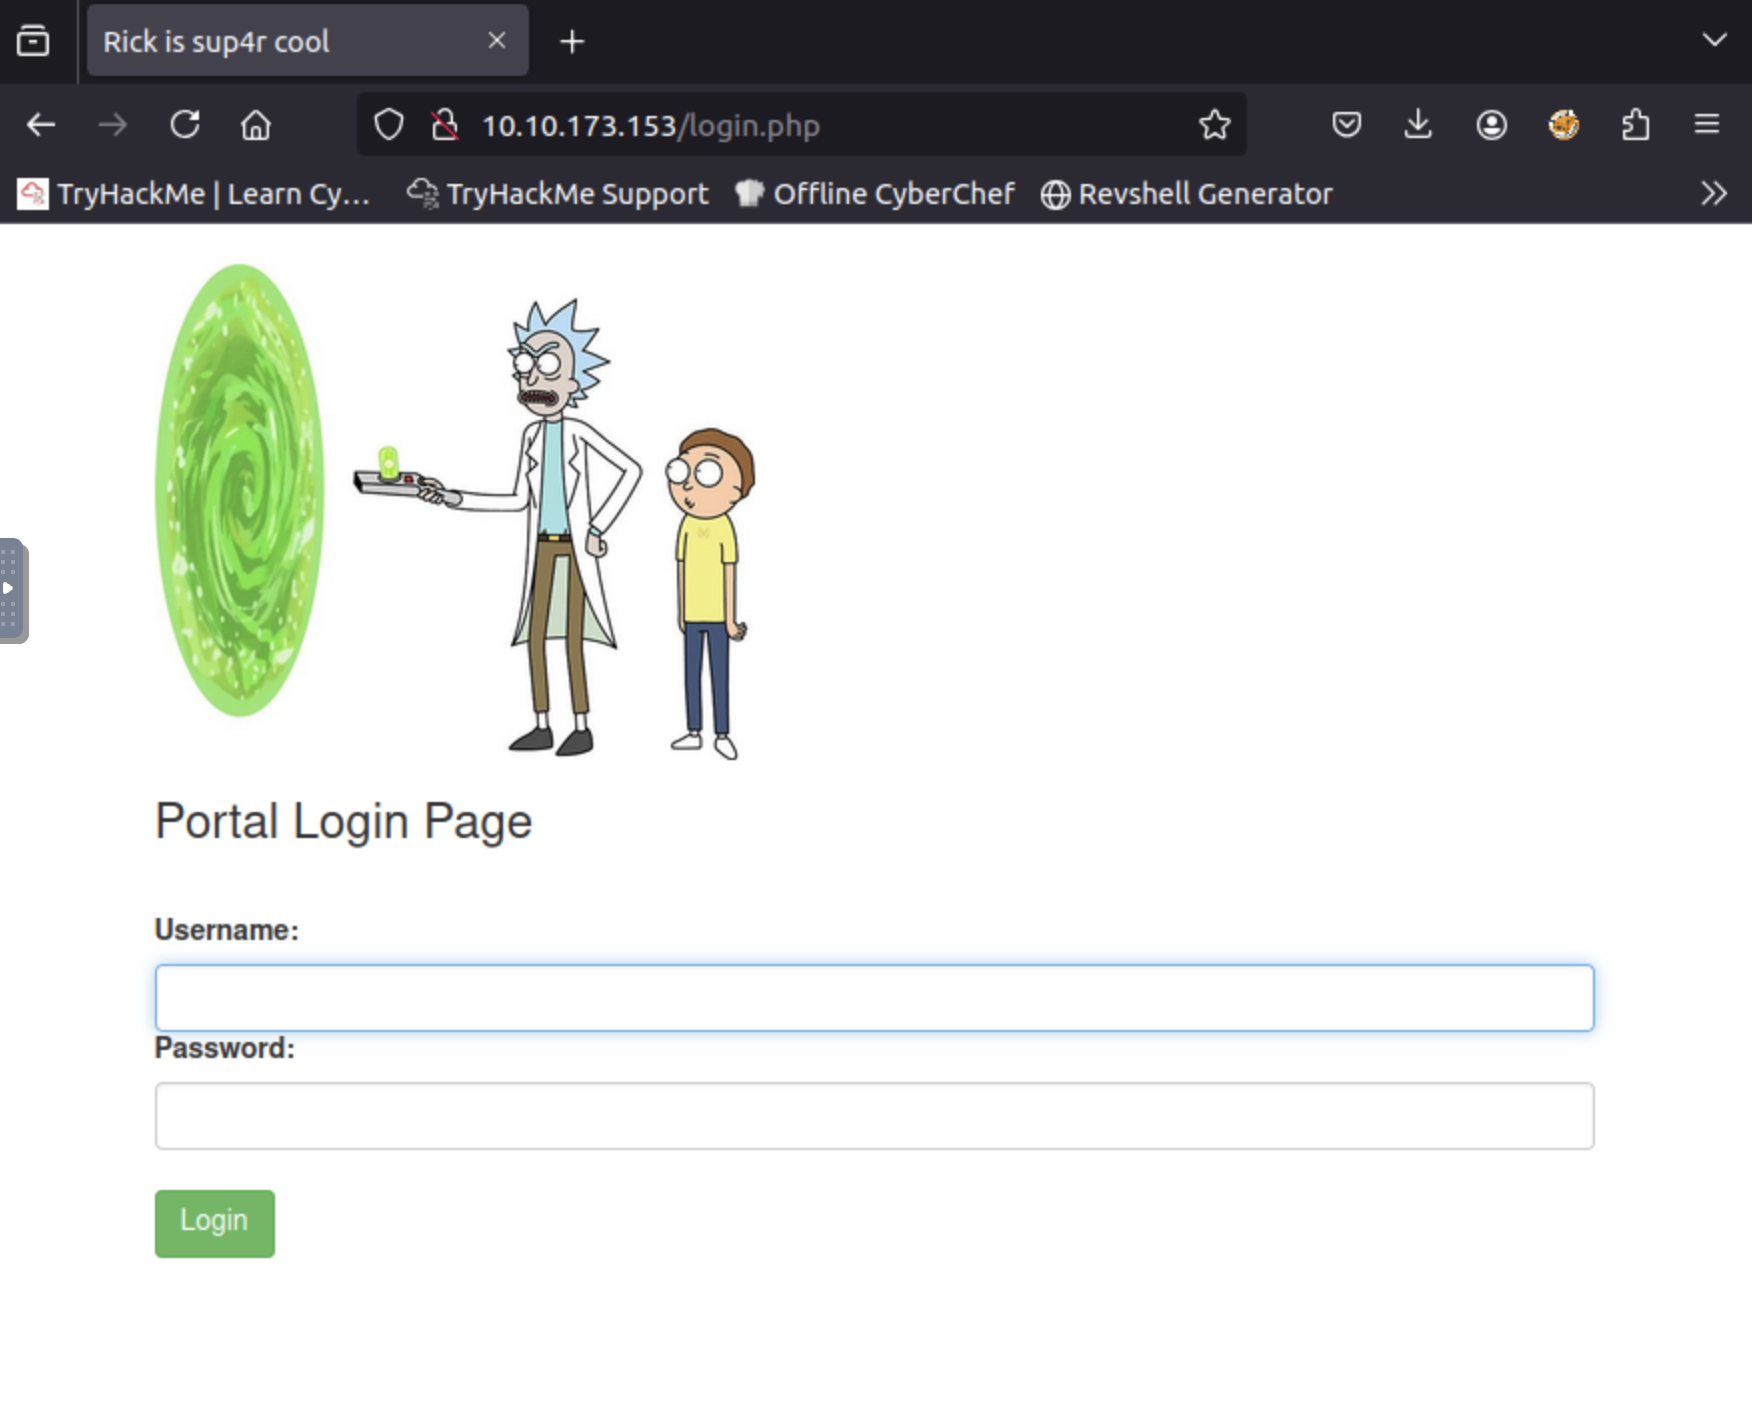 Rick is sup4r cool
10.10.173.153/login.php
TryHackMe | Learn Cy… TryHackMe Support Offline CyberChef Revshell Generator
Portal Login Page
Username:
Password:
Login